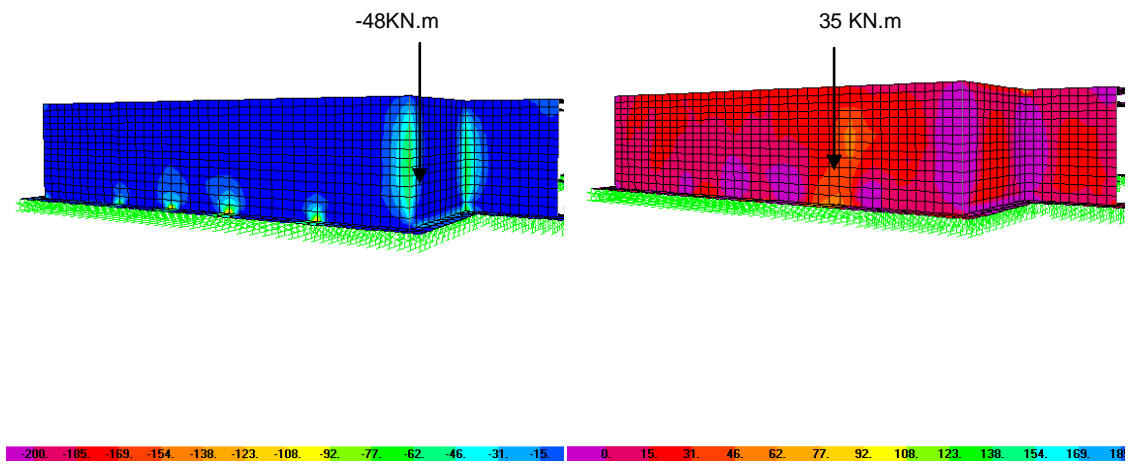 -48KN.m
35 KN.m
-200. -185. -169. -154. -138. -123. -108. -92. -77. -62. -46. -31. -15.
0. 15. 31. 46. 62. 77. 92. 108. 123. 138. 154. 169.